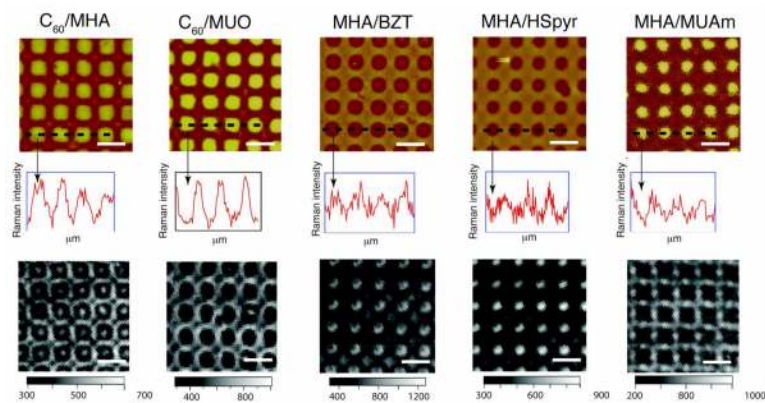 C60/MHA C60/MUO MHA/BZT MHA/HSpyr MHA/MUAm
Raman intensity Raman intensity Raman intensity Raman intensity Raman intensity
μm μm μm μm μm
300 500 700 400 800 400 800 1200 300 600 900 200 800 1000